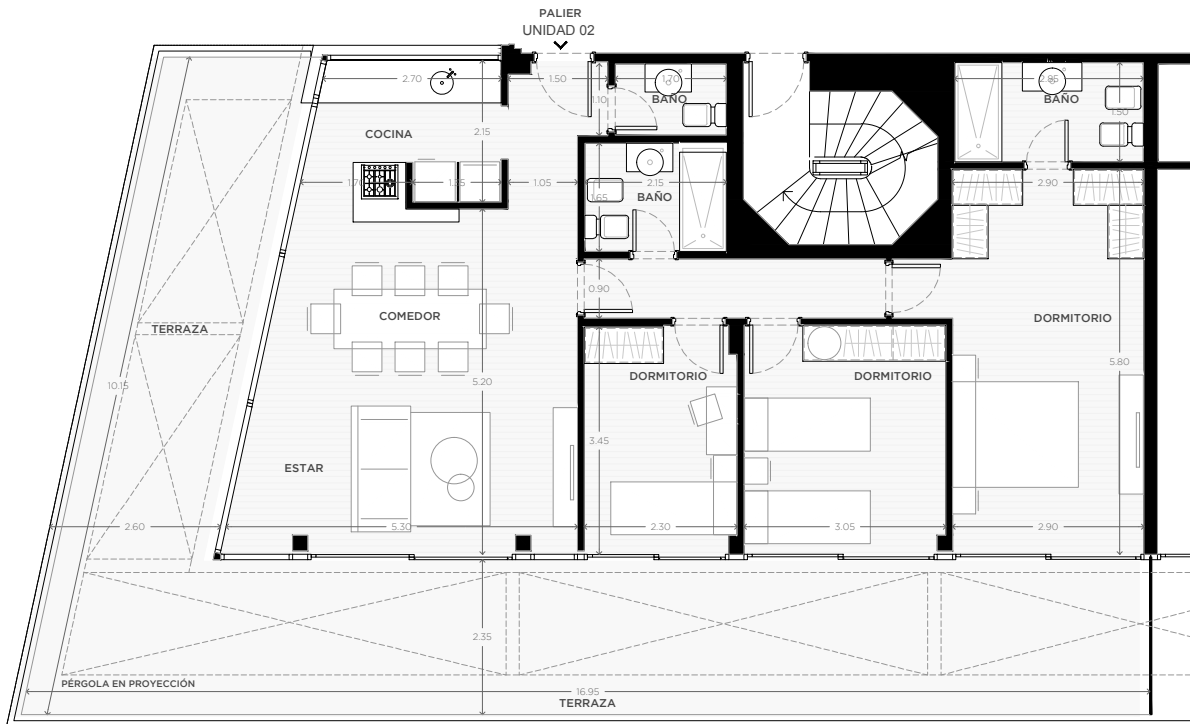 PALIER
UNIDAD 02
2.70
1.50
1.70
BAÑO
1.10
2.85
BAÑO
1.50
COCINA
2.15
1.70
1.35
1.05
2.15
BAÑO
1.65
2.90
0.90
TERRAZA
COMEDOR
DORMITORIO
5.80
10.15
5.20
DORMITORIO
DORMITORIO
3.45
ESTAR
2.60
5.30
2.30
3.05
2.90
2.35
PÉRGOLA EN PROYECCIÓN
16.95
TERRAZA